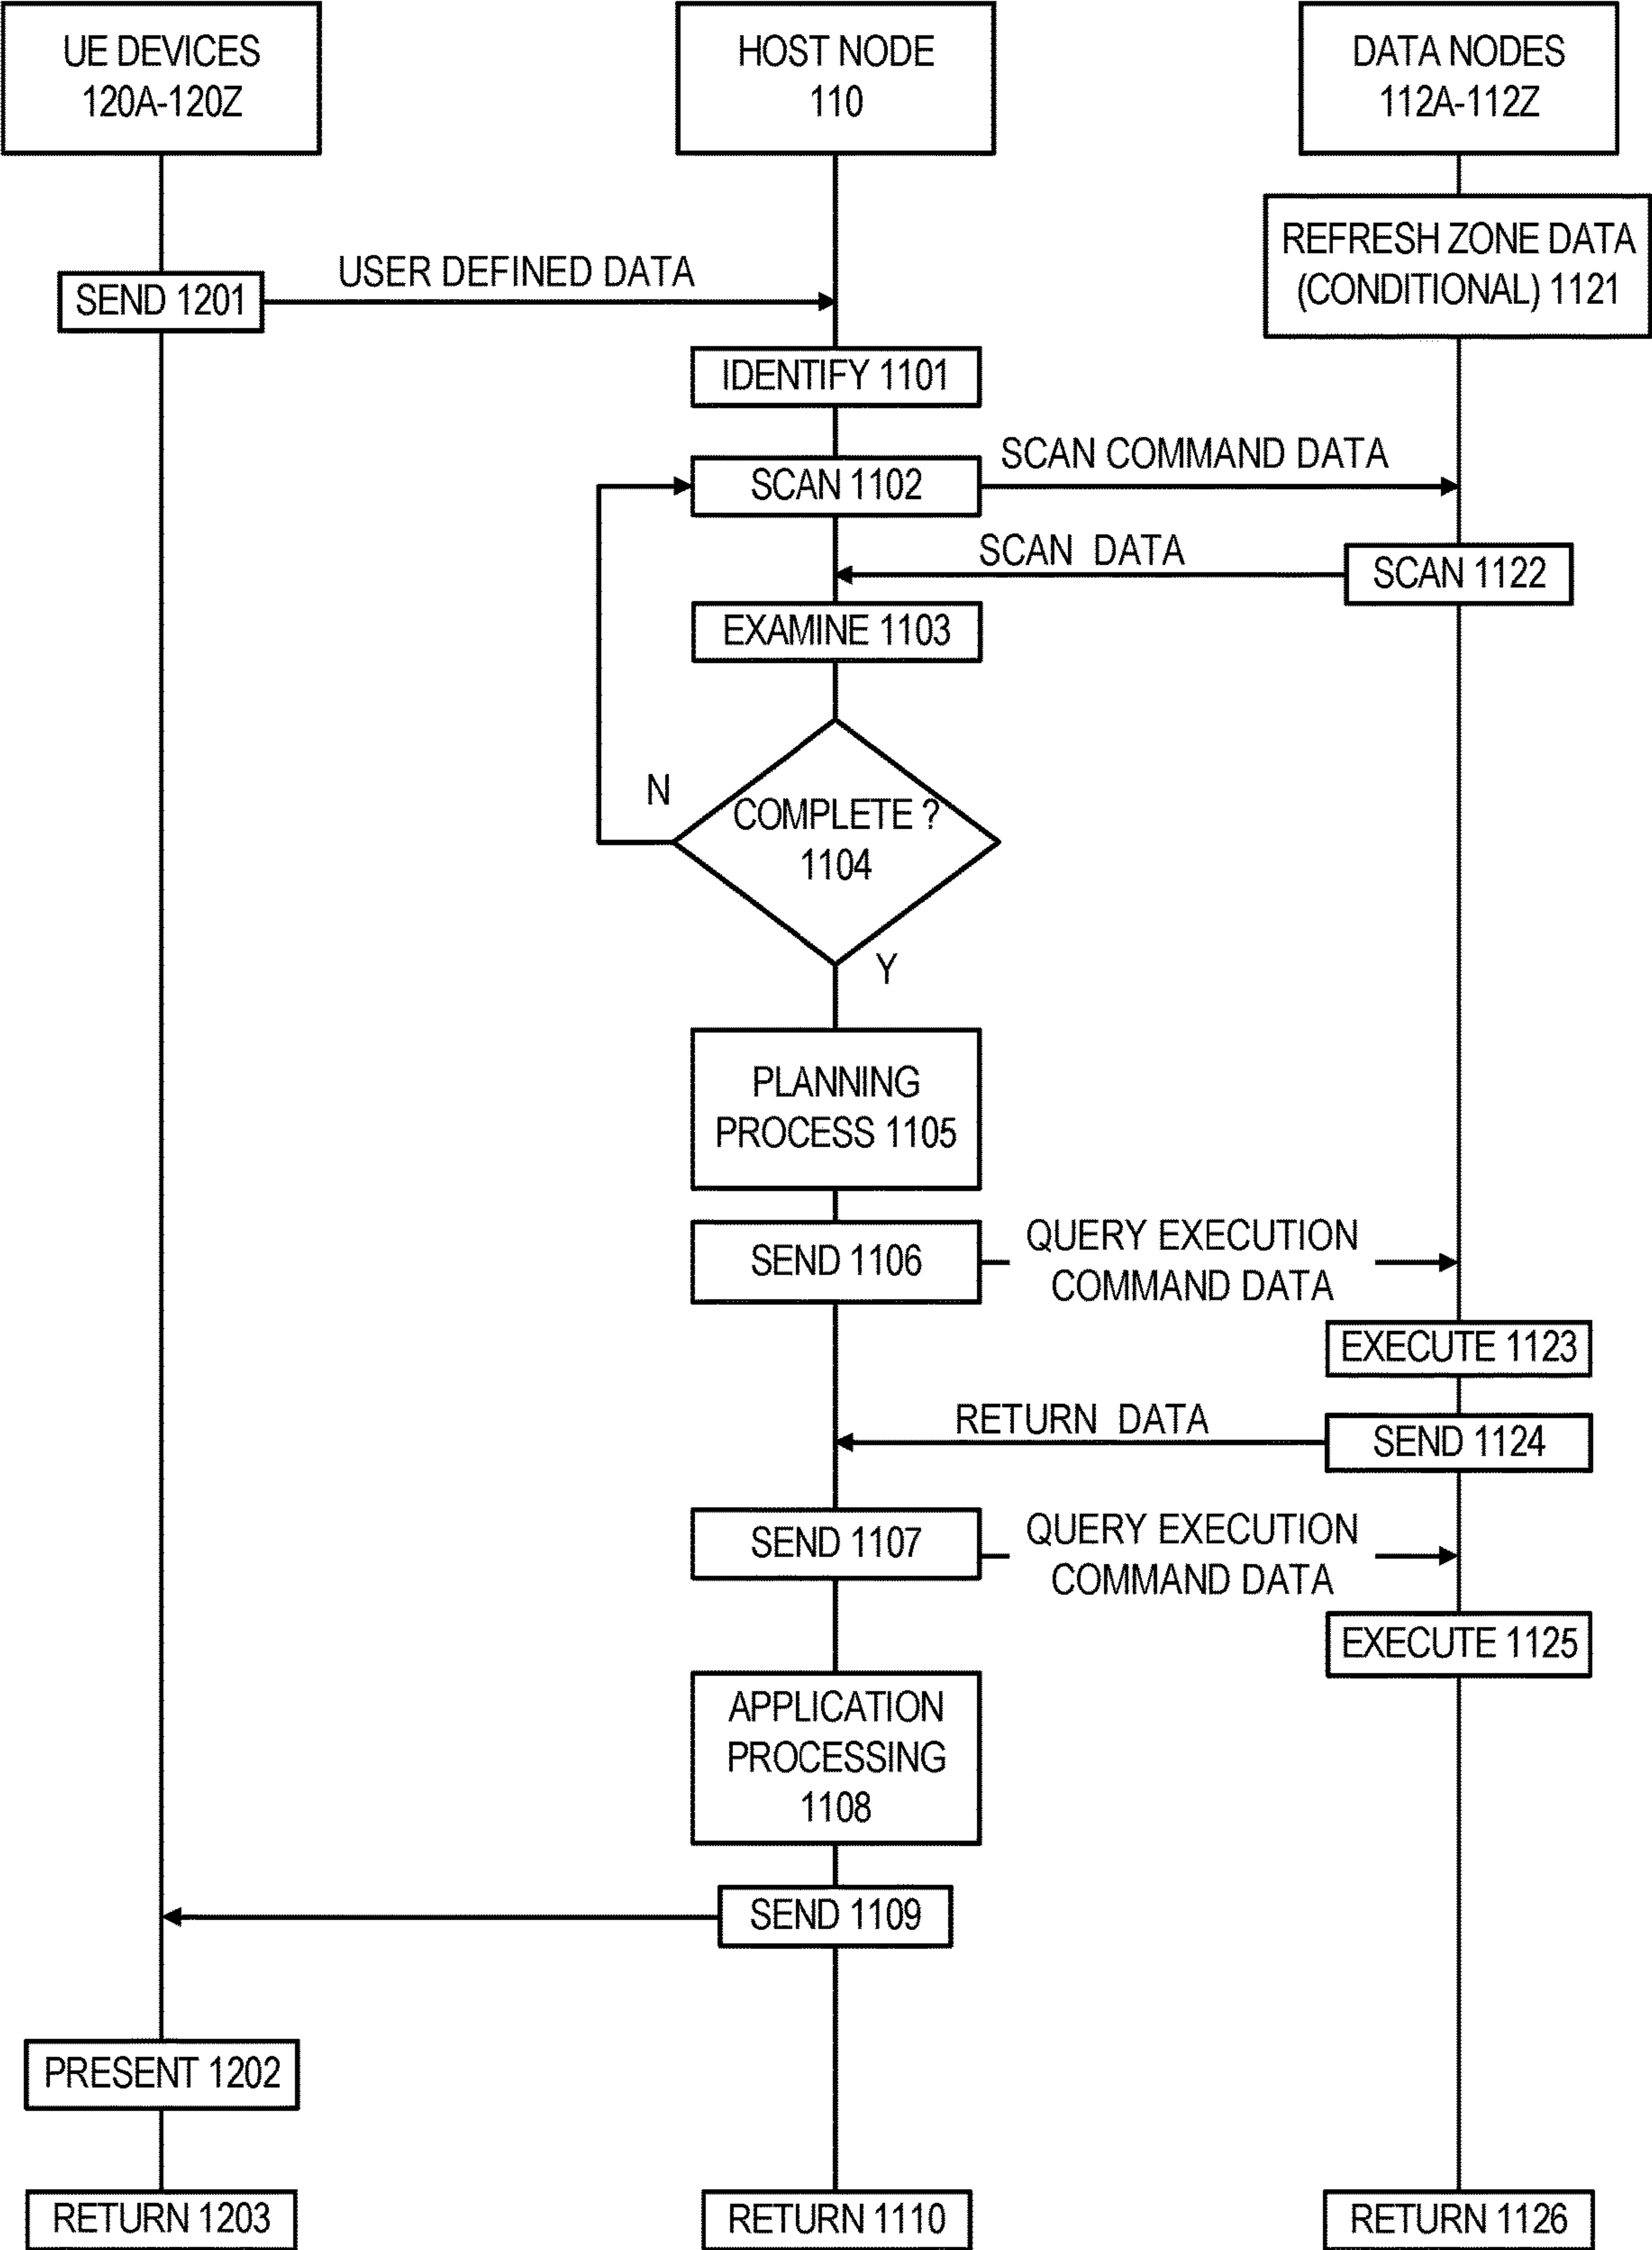 UE DEVICES
120A-120Z
HOST NODE
110
DATA NODES
112A-112Z
REFRESH ZONE DATA
(CONDITIONAL) 1121
USER DEFINED DATA
SEND 1201
IDENTIFY 1101
SCAN COMMAND DATA
SCAN 1102
SCAN DATA
SCAN 1122
EXAMINE 1103
N
COMPLETE ?
1104
Y
PLANNING
PROCESS 1105
SEND 1106
QUERY EXECUTION
COMMAND DATA
EXECUTE 1123
RETURN DATA
SEND 1124
SEND 1107
QUERY EXECUTION
COMMAND DATA
EXECUTE 1125
APPLICATION
PROCESSING
1108
SEND 1109
PRESENT 1202
RETURN 1203
RETURN 1110
RETURN 1126